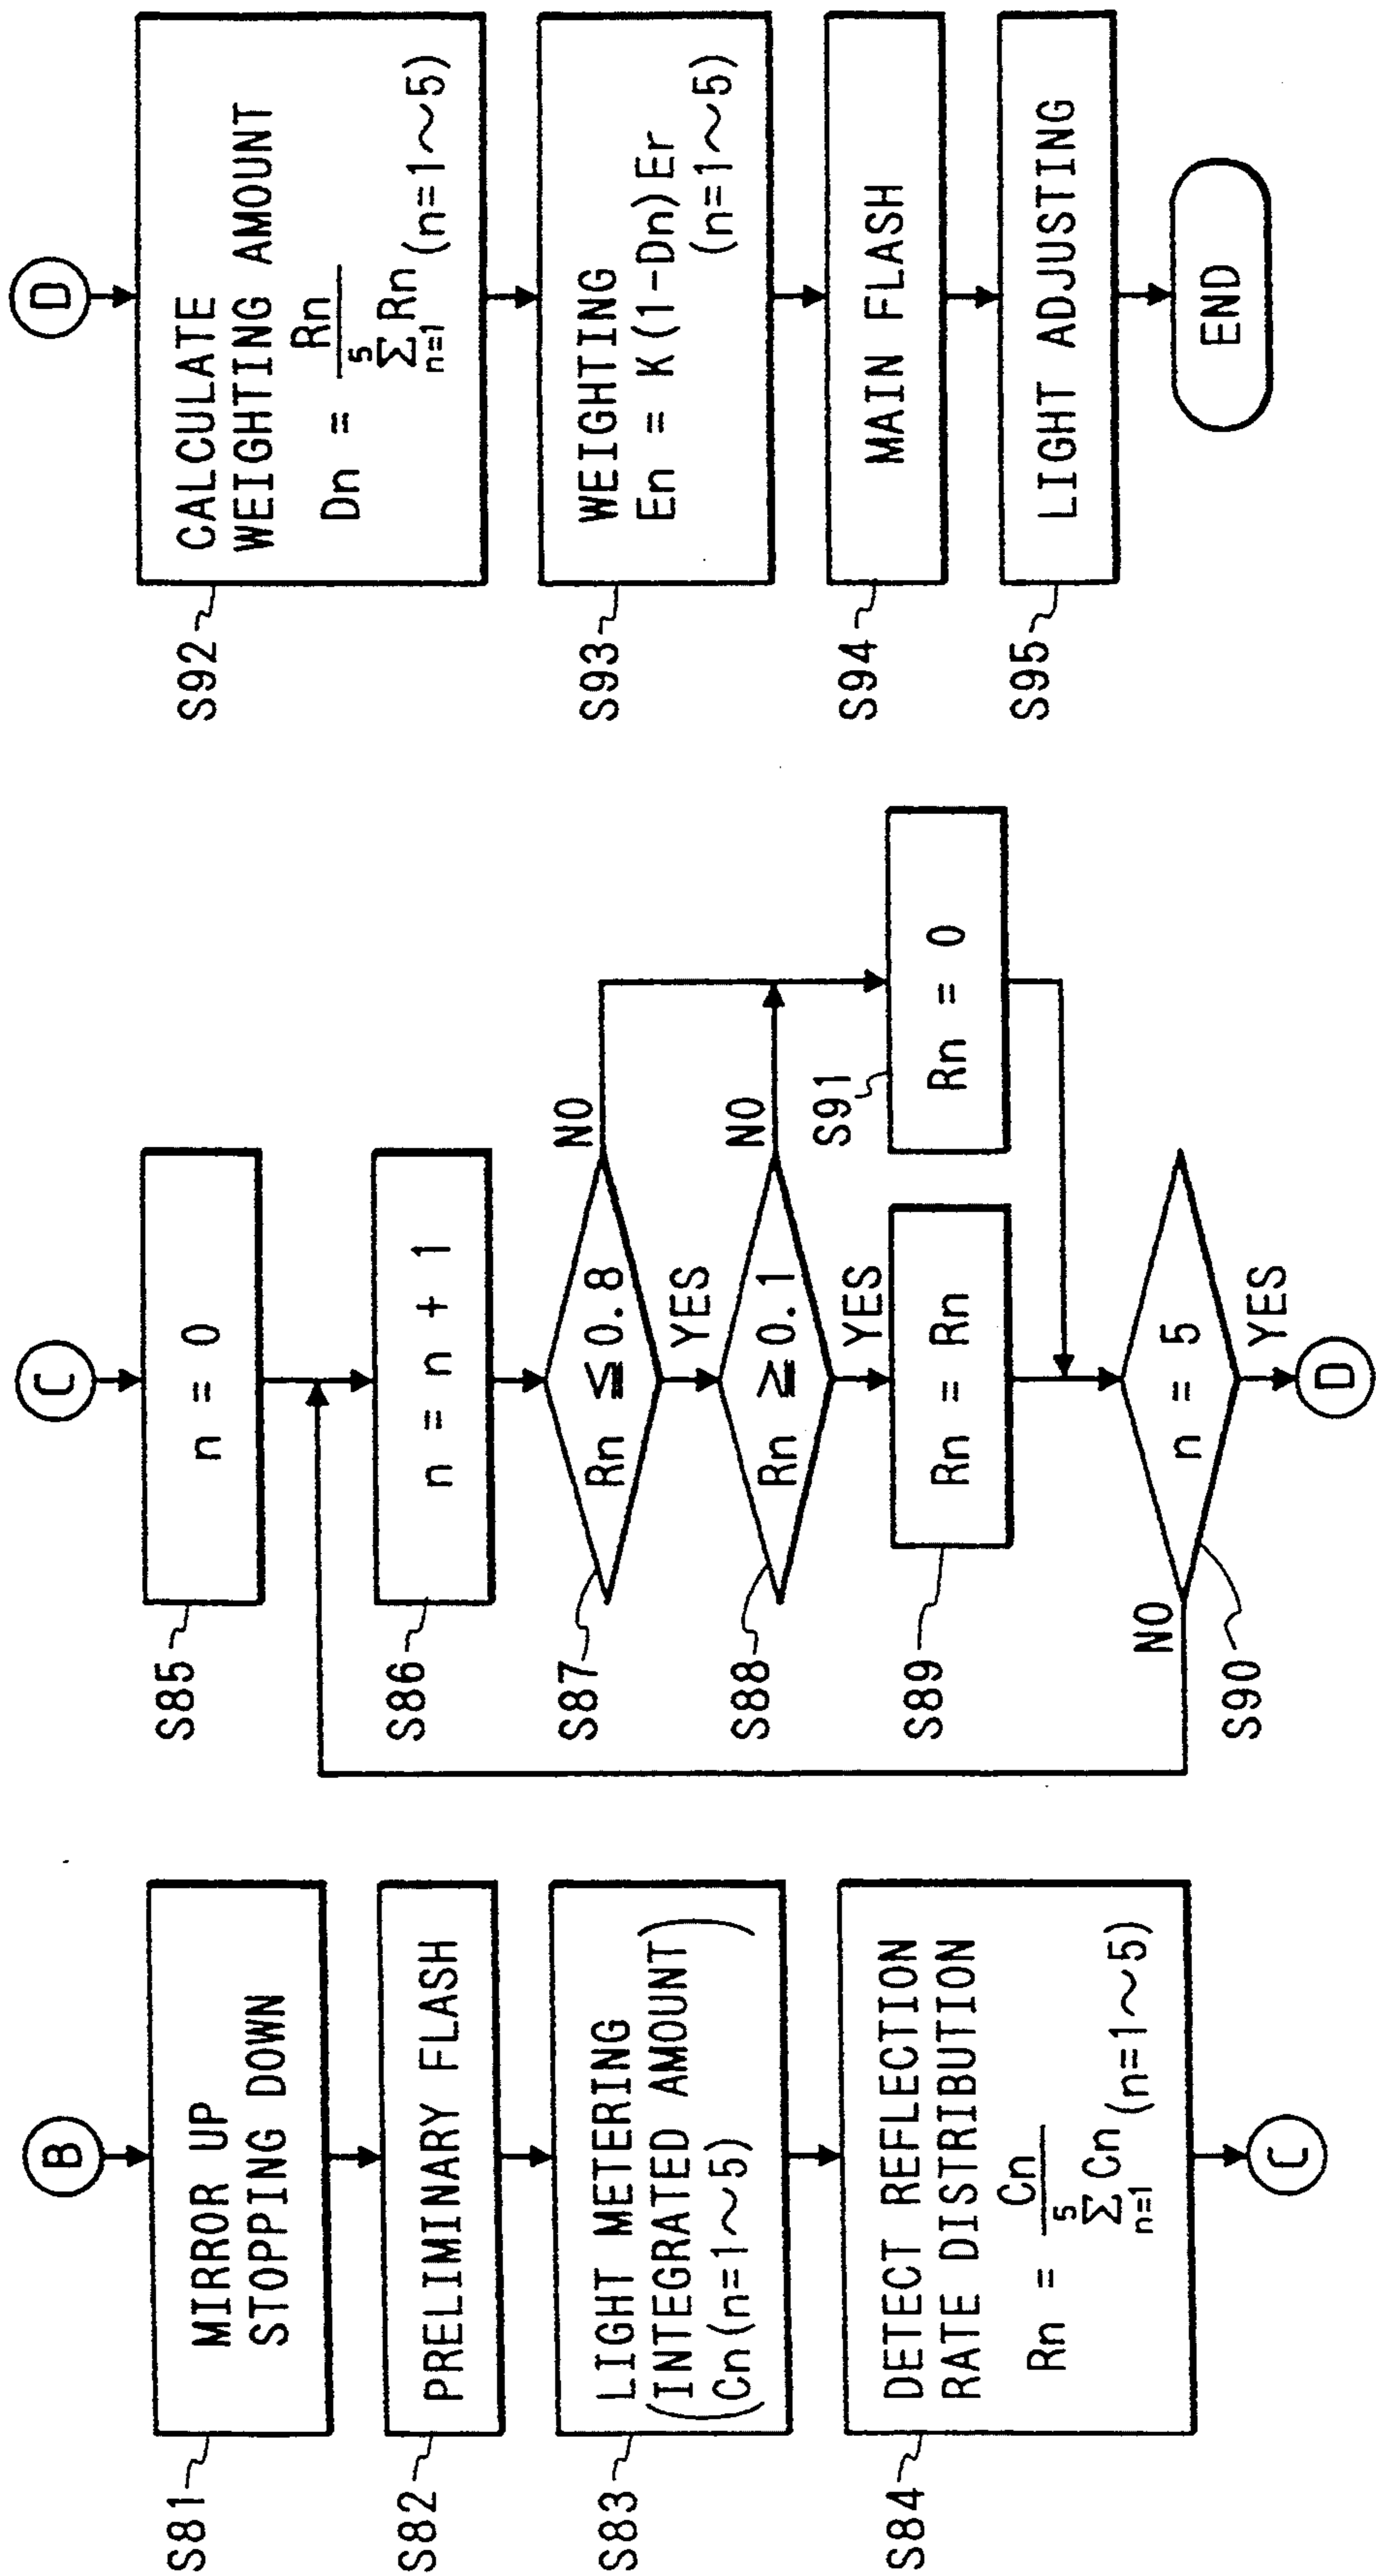 B
S81
MIRROR UP
STOPPING DOWN
S82
PRELIMINARY FLASH
S83
LIGHT METERING
(INTEGRATED AMOUNT)
Cn(n=1~5)
S84
DETECT REFLECTION
RATE DISTRIBUTION
Rn = Cn / 5 Σ n=1 Cn (n=1~5)
C
C
S85
n = 0
S86
n = n + 1
S87
Rn ≦ 0.8
NO
YES
S88
Rn ≧ 0.1
NO
YES
S89
Rn = Rn
S91
Rn = 0
S90
n = 5
NO
YES
D
D
S92
CALCULATE
WEIGHTING AMOUNT
Dn = Rn / 5 Σ n=1 Rn (n=1~5)
S93
WEIGHTING
En = K(1-Dn)Er
(n=1~5)
S94
MAIN FLASH
S95
LIGHT ADJUSTING
END